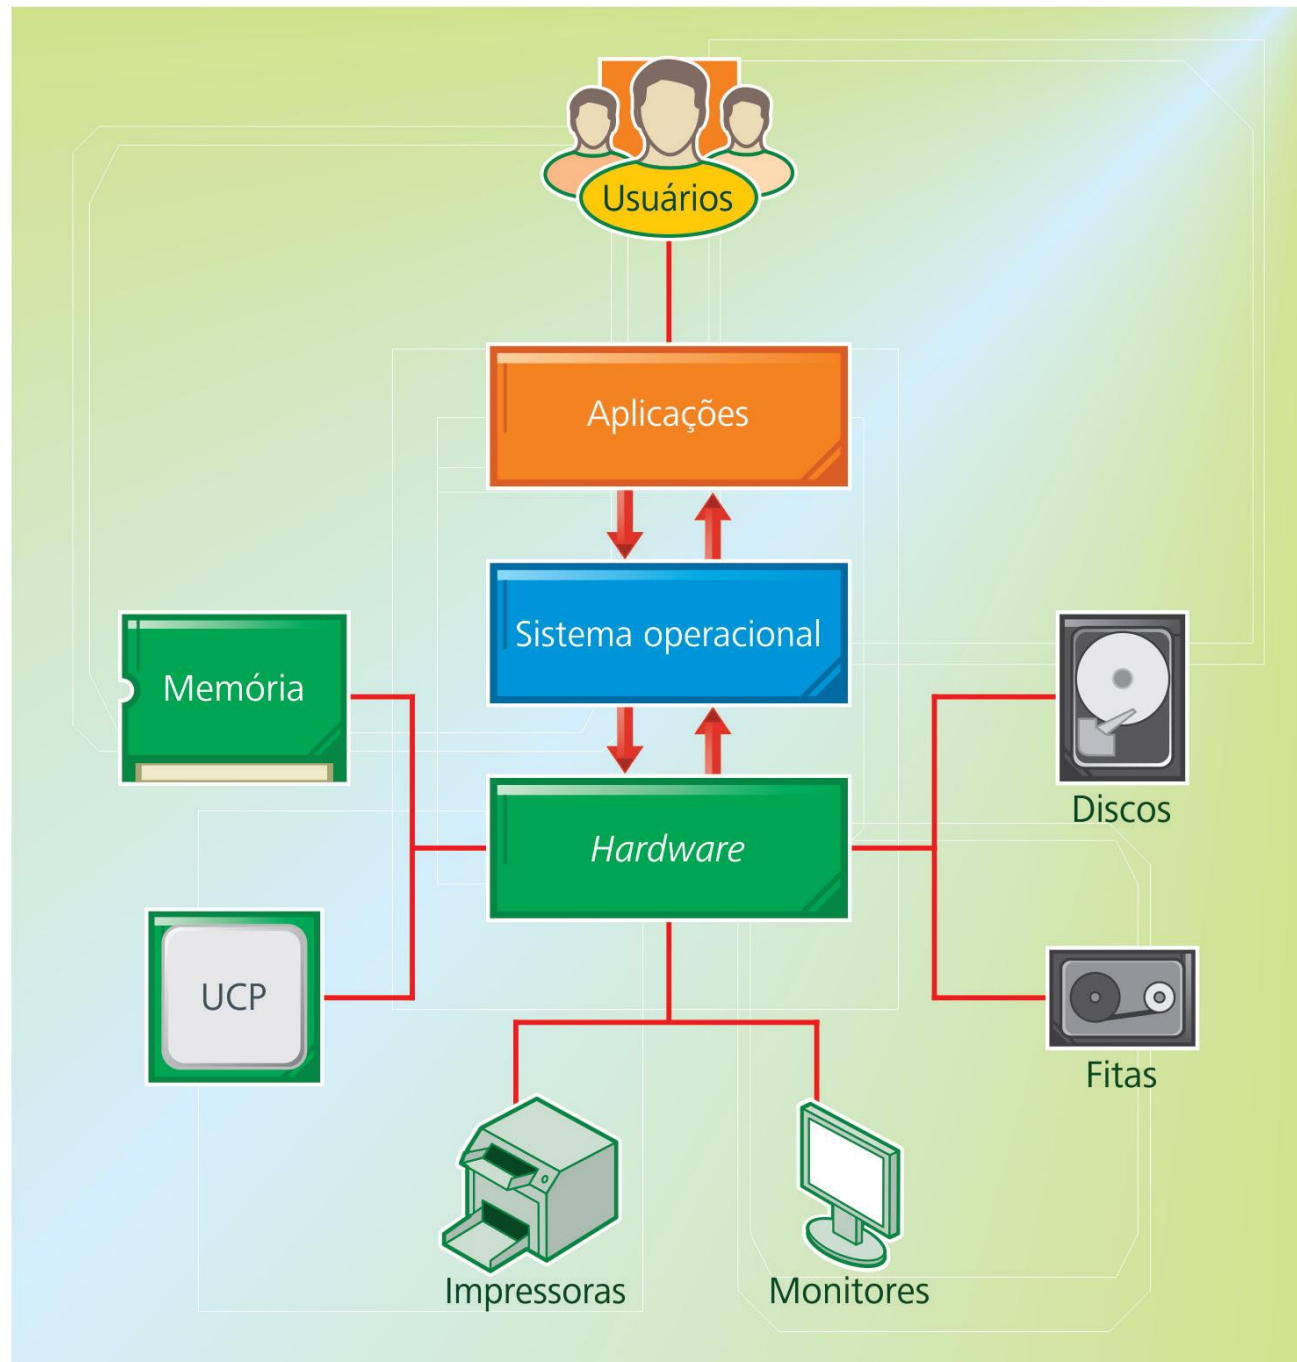 Usuários
Aplicações
Sistema operacional
Memória
Discos
Hardware
UCP
Fitas
Impressoras
Monitores